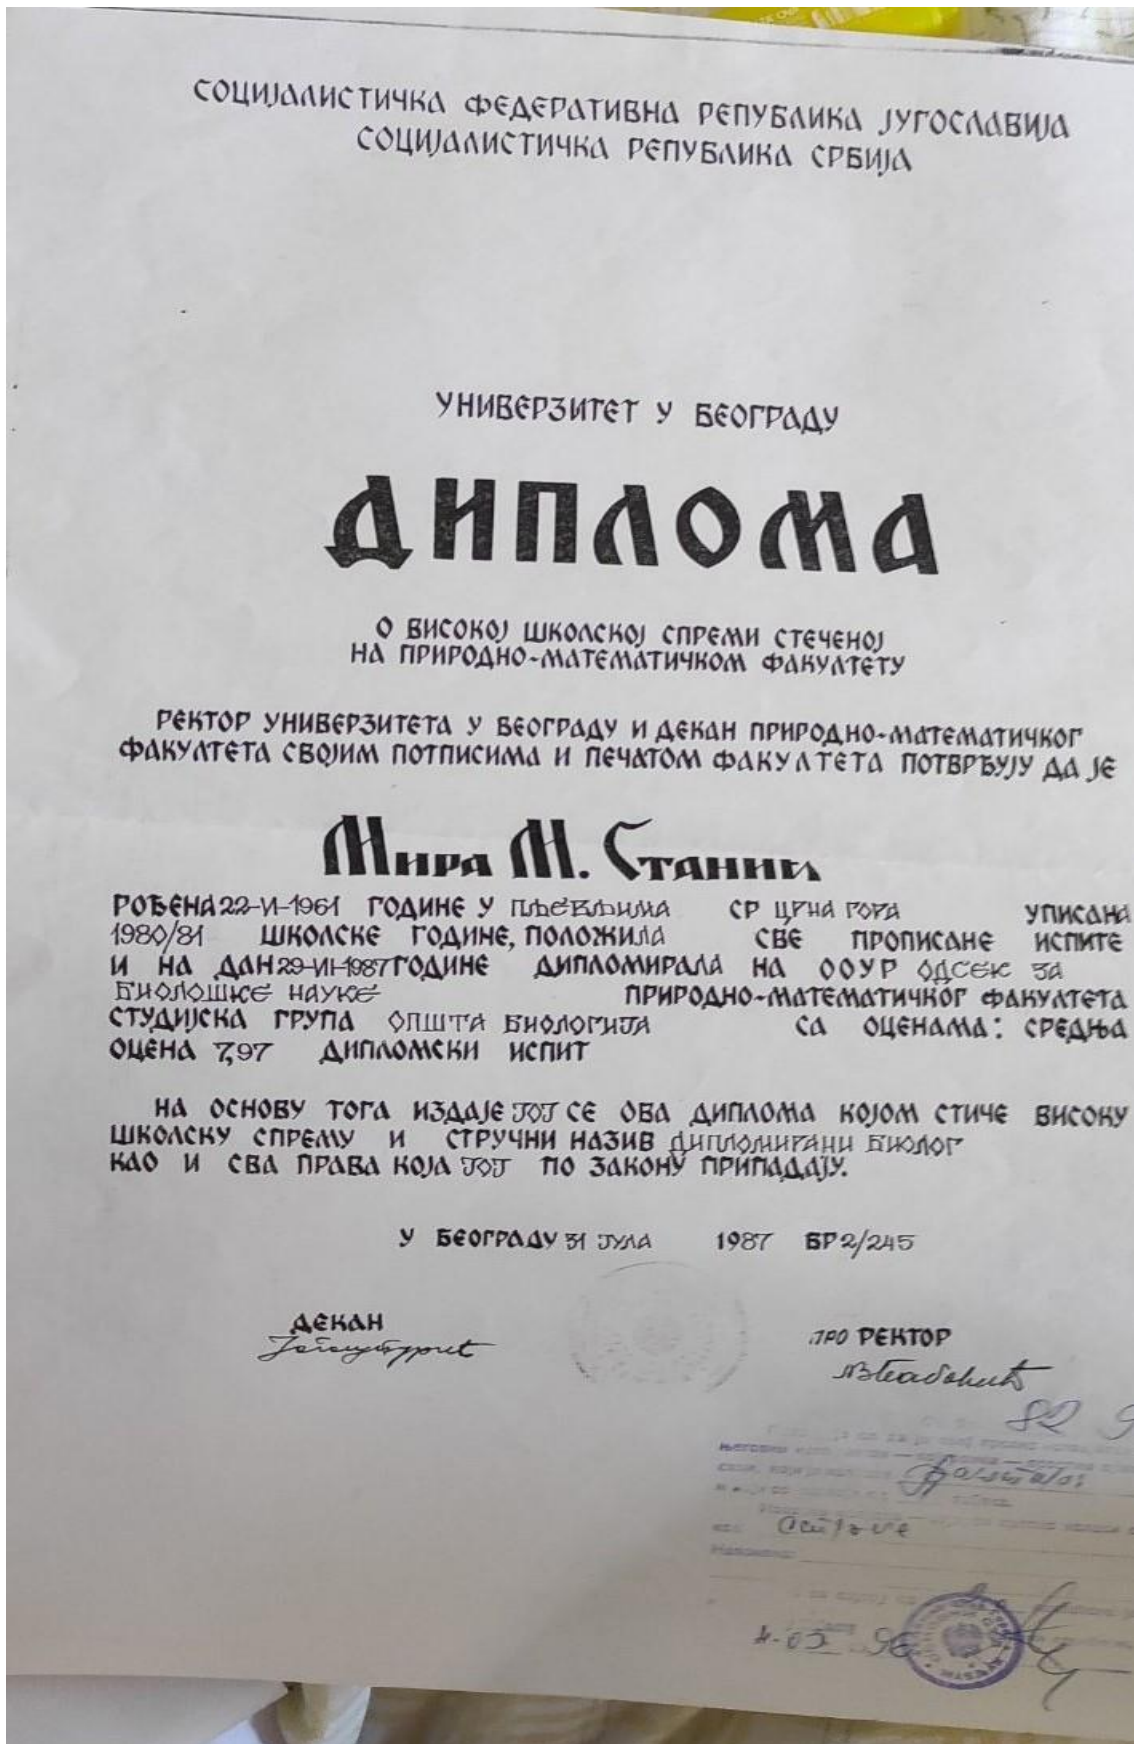 СОЦИЈАЛИСТИЧКА ФЕДЕРАТИВНА РЕПУБЛИКА ЈУГОСЛАВИЈА
СОЦИЈАЛИСТИЧКА РЕПУБЛИКА СРБИЈА
УНИВЕРЗИТЕТ У БЕОГРАДУ
ДИПЛОМА
О ВИСОКОЈ ШКОЛСКОЈ СПРЕМИ СТЕЧЕНОЈ
НА ПРИРОДНО-МАТЕМАТИЧКОМ ФАКУЛТЕТУ
РЕКТОР УНИВЕРЗИТЕТА У БЕОГРАДУ И ДЕКАН ПРИРОДНО-МАТЕМАТИЧКОГ
ФАКУЛТЕТА СВОЈИМ ПОТПИСИМА И ПЕЧАТОМ ФАКУЛТЕТА ПОТВРЂУЈУ ДА ЈЕ
Мира М. Станић
РОЂЕНА 22-VI-1961 ГОДИНЕ У ПЉЕВЉИМА СР ЦРНА ГОРА УПИСАНА
1980/81 ШКОЛСКЕ ГОДИНЕ, ПОЛОЖИЛА СВЕ ПРОПИСАНЕ ИСПИТЕ
И НА ДАН 29-VI-1987 ГОДИНЕ ДИПЛОМИРАЛА НА ООУР ОДСЕК ЗА
БИОЛОШКЕ НАУКЕ ПРИРОДНО-МАТЕМАТИЧКОГ ФАКУЛТЕТА
СТУДИЈСКА ГРУПА ОПШТА БИОЛОГИЈА СА ОЦЕНАМА: СРЕДЊА
ОЦЕНА 7,97 ДИПЛОМСКИ ИСПИТ
НА ОСНОВУ ТОГА ИЗДАЈЕ ЈОЈ СЕ ОВА ДИПЛОМА КОЈОМ СТИЧЕ ВИСОКУ
ШКОЛСКУ СПРЕМУ И СТРУЧНИ НАЗИВ ДИПЛОМИРАНИ БИОЛОГ
КАО И СВА ПРАВА КОЈА ЈОЈ ПО ЗАКОНУ ПРИПАДАЈУ.
У БЕОГРАДУ 31 ЈУЛА 1987 БР 2/245
ДЕКАН
ПРО РЕКТОР
82